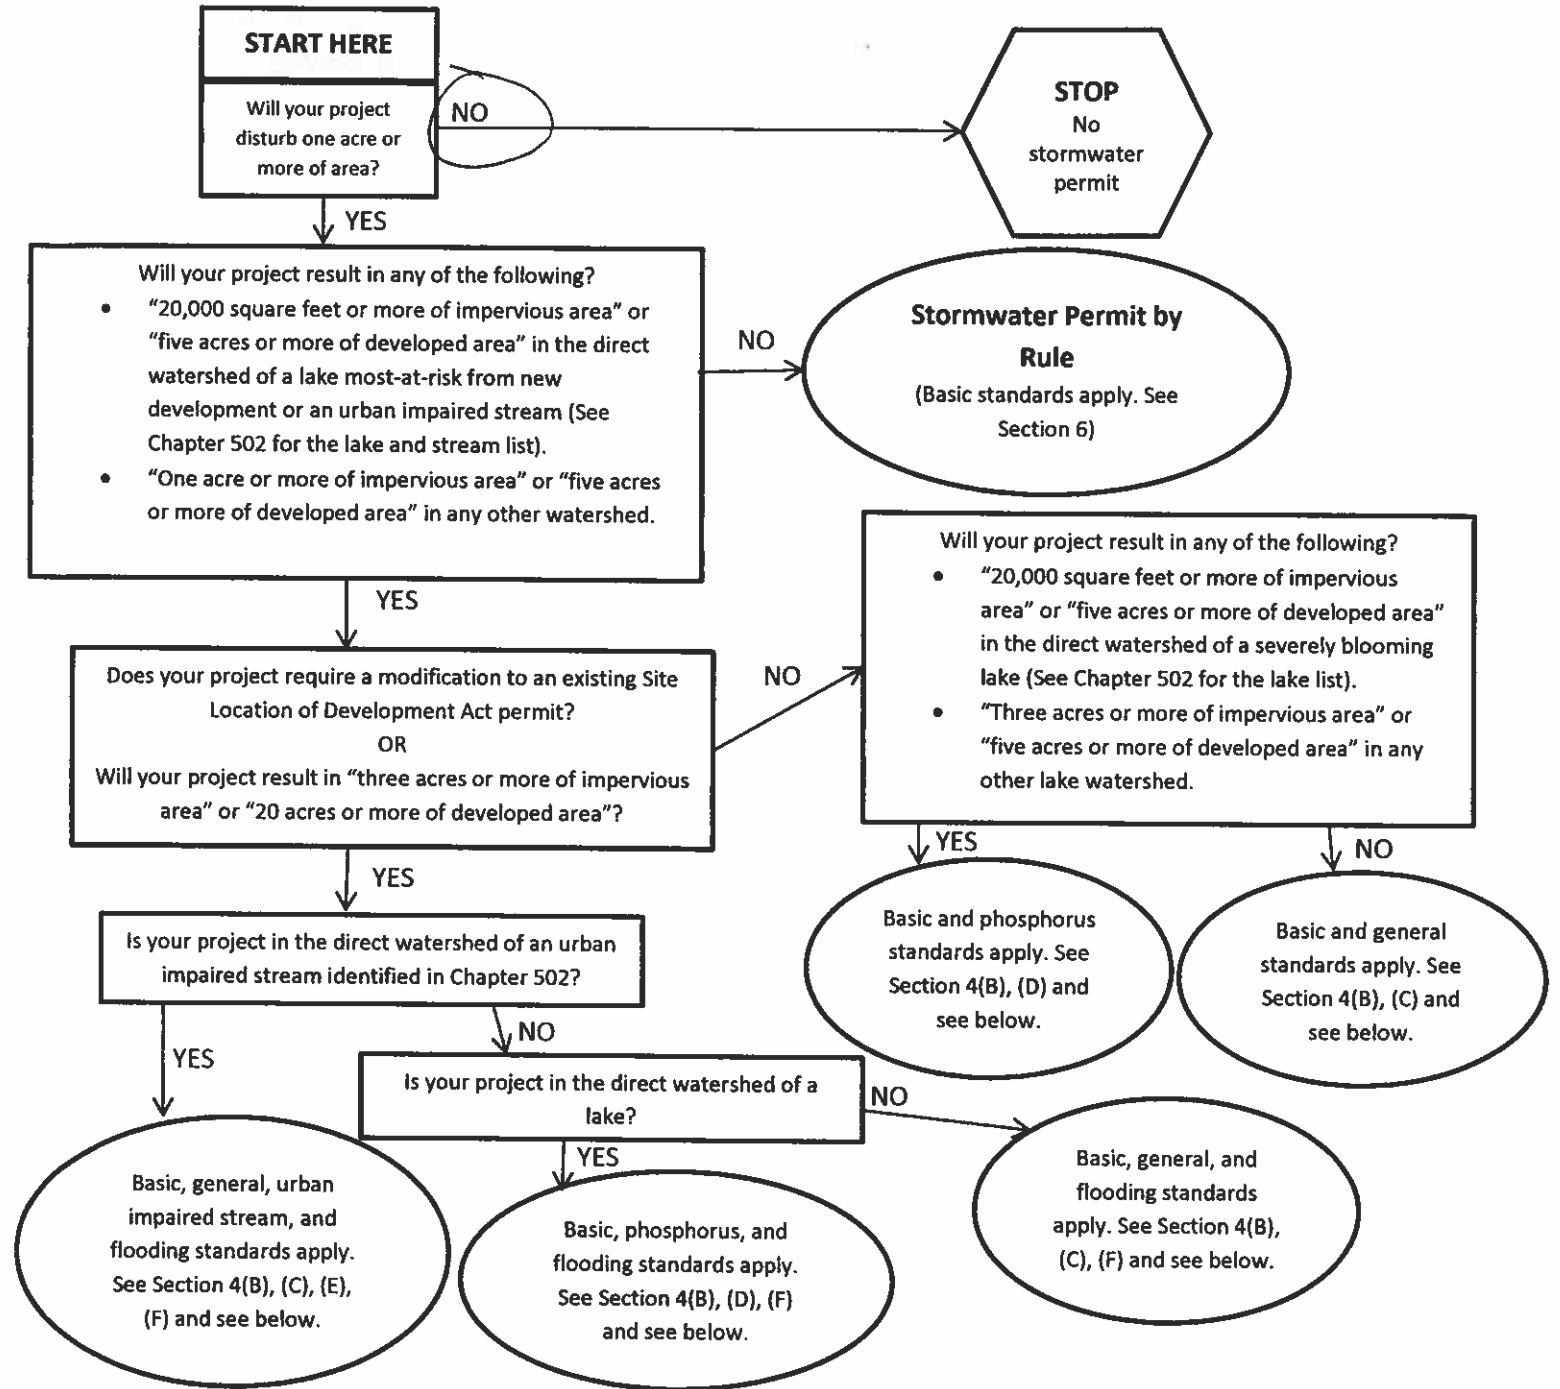 START HERE
Will your project
disturb one acre or
more of area?
NO
STOP
No
stormwater
permit
YES
Will your project result in any of the following?
• “20,000 square feet or more of impervious area” or
“five acres or more of developed area” in the direct
watershed of a lake most-at-risk from new
development or an urban impaired stream (See
Chapter 502 for the lake and stream list).
• “One acre or more of impervious area” or “five acres
or more of developed area” in any other watershed.
NO
Stormwater Permit by
Rule
(Basic standards apply. See
Section 6)
YES
Does your project require a modification to an existing Site
Location of Development Act permit?
OR
Will your project result in “three acres or more of impervious
area” or “20 acres or more of developed area”?
NO
Will your project result in any of the following?
• “20,000 square feet or more of impervious
area” or “five acres or more of developed area”
in the direct watershed of a severely blooming
lake (See Chapter 502 for the lake list).
• “Three acres or more of impervious area” or
“five acres or more of developed area” in any
other lake watershed.
YES
NO
Basic and phosphorus
standards apply. See
Section 4(B), (D) and
see below.
Basic and general
standards apply. See
Section 4(B), (C) and
see below.
YES
Is your project in the direct watershed of an urban
impaired stream identified in Chapter 502?
YES
NO
Is your project in the direct watershed of a
lake?
NO
YES
Basic, general, urban
impaired stream, and
flooding standards apply.
See Section 4(B), (C), (E),
(F) and see below.
Basic, phosphorus, and
flooding standards apply.
See Section 4(B), (D), (F)
and see below.
Basic, general, and
flooding standards
apply. See Section 4(B),
(C), (F) and see below.